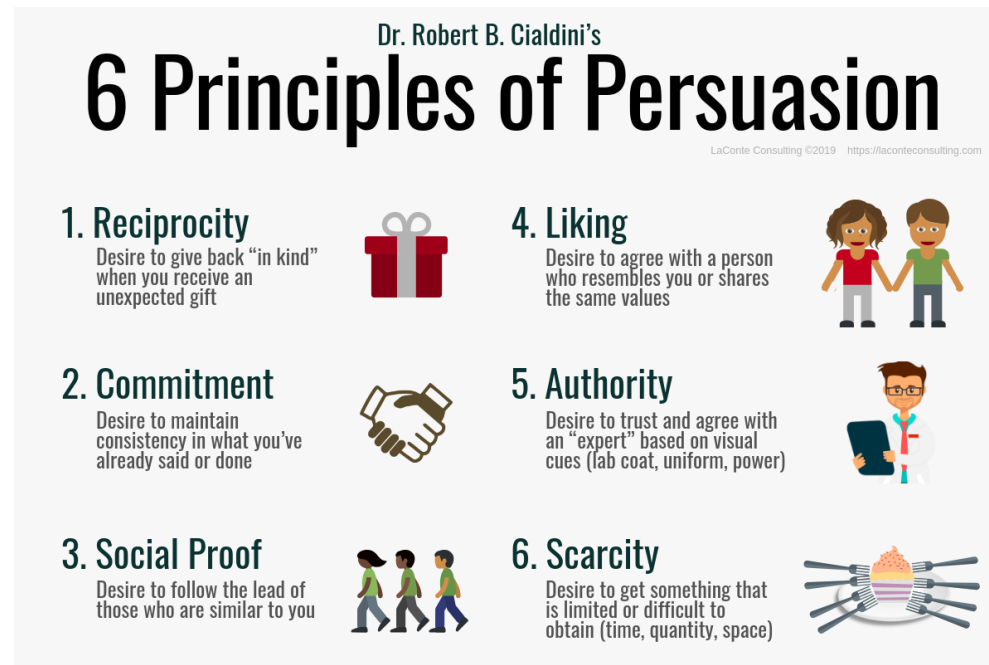 Dr. Robert B. Cialdini’s
6 Principles of Persuasion
LaConte Consulting ©2019 https://laconteconsulting.com
1. Reciprocity
Desire to give back “in kind”
when you receive an
unexpected gift
2. Commitment
Desire to maintain
consistency in what you’ve
already said or done
3. Social Proof
Desire to follow the lead of
those who are similar to you
4. Liking
Desire to agree with a person
who resembles you or shares
the same values
5. Authority
Desire to trust and agree with
an “expert” based on visual
cues (lab coat, uniform, power)
6. Scarcity
Desire to get something that
is limited or difficult to
obtain (time, quantity, space)